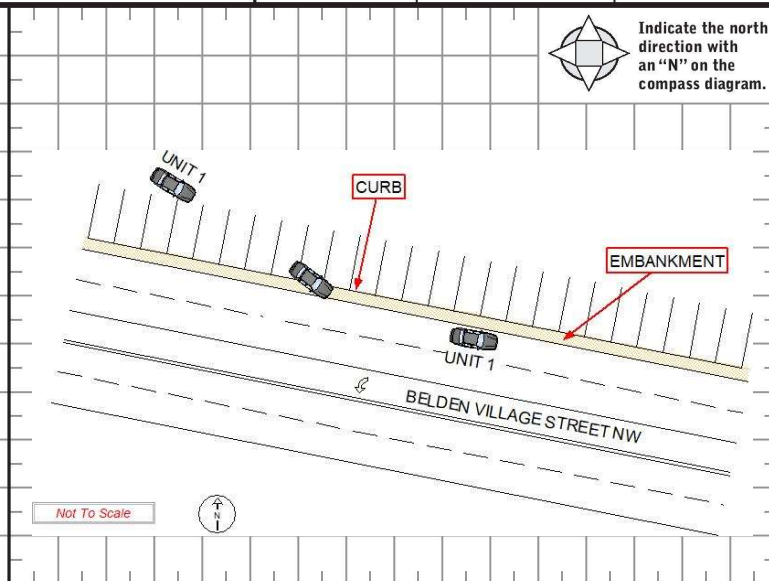 Indicate the north
direction with
an “N” on the
compass diagram.
UNIT 1
CURB
EMBANKMENT
UNIT 1
BELDEN VILLAGE STREET NW
Not To Scale
N